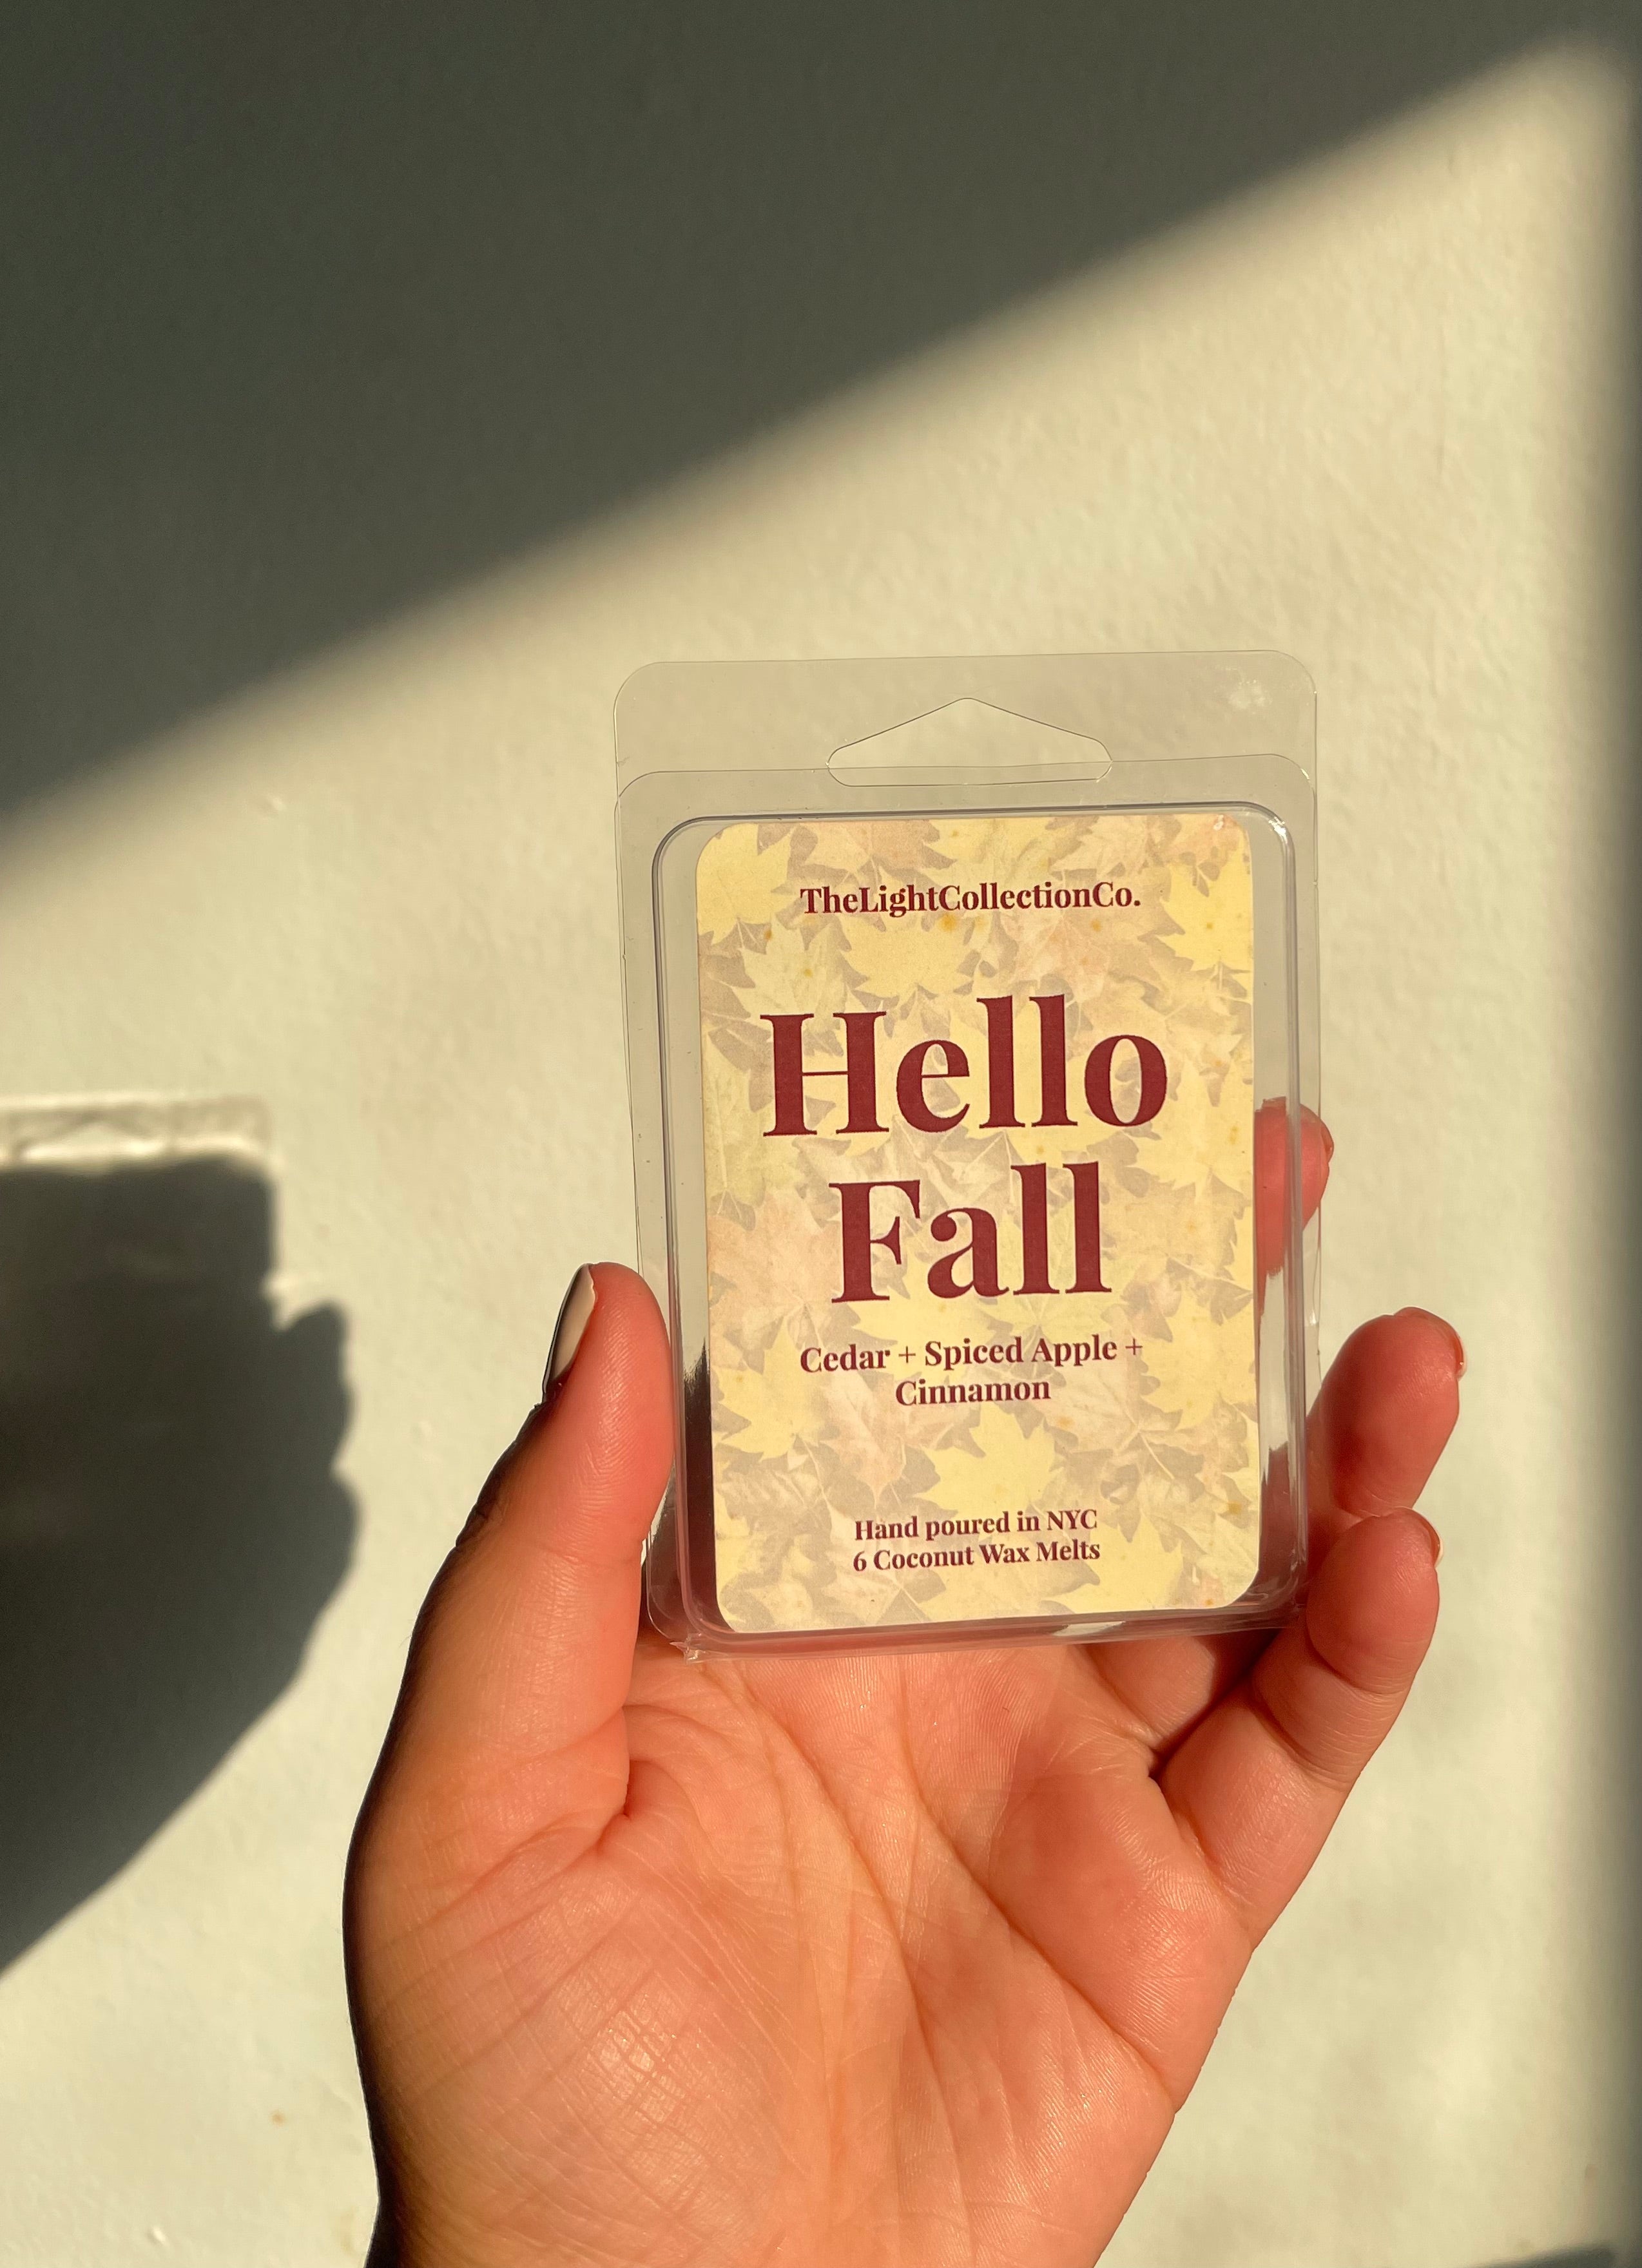 TheLightCollectionCo.
Hello
Fall
Cedar + Spiced Apple +
Cinnamon
Hand poured in NYC
6 Coconut Wax Melts